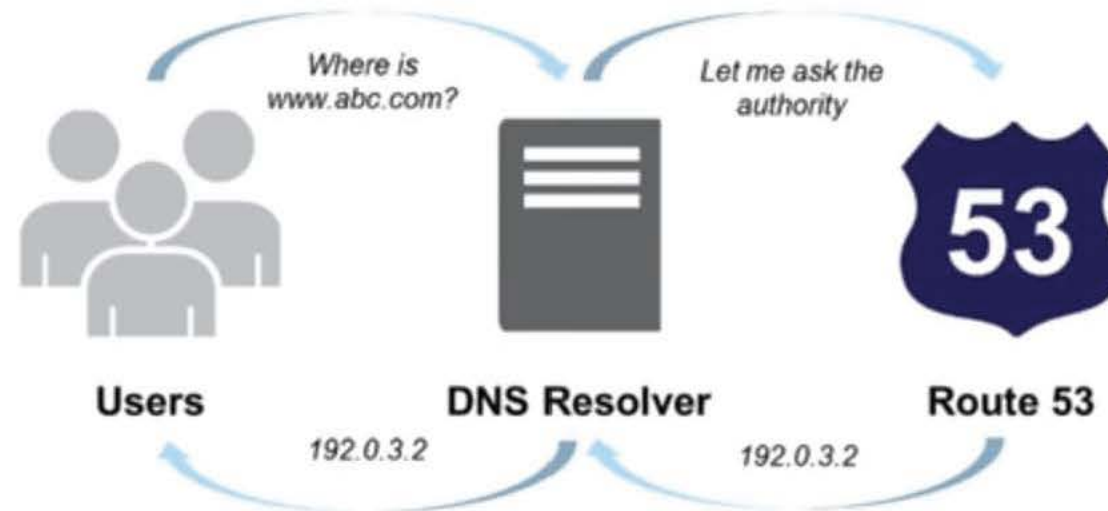 Where is
www.abc.com?
Let me ask the
authority
53
Users
DNS Resolver
Route 53
192.0.3.2
192.0.3.2